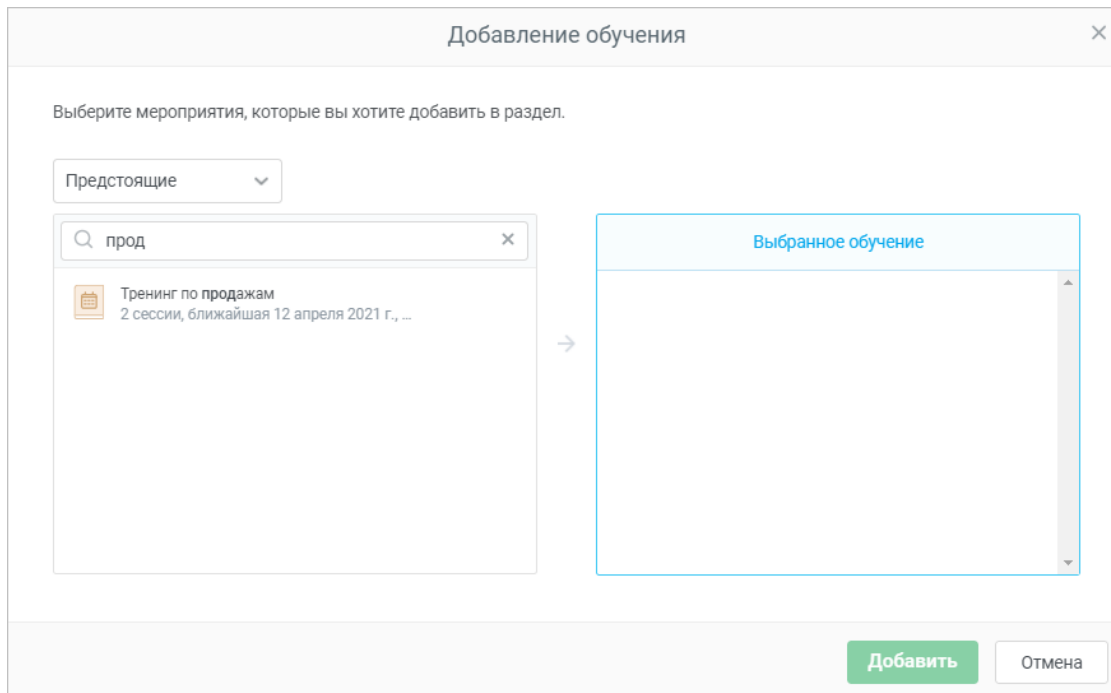 Добавление обучения
Выберите мероприятия, которые вы хотите добавить в раздел.
Предстоящие
прод
Выбранное обучение
Тренинг по продажам
2 сессии, ближайшая 12 апреля 2021 г., ...
Добавить
Отмена